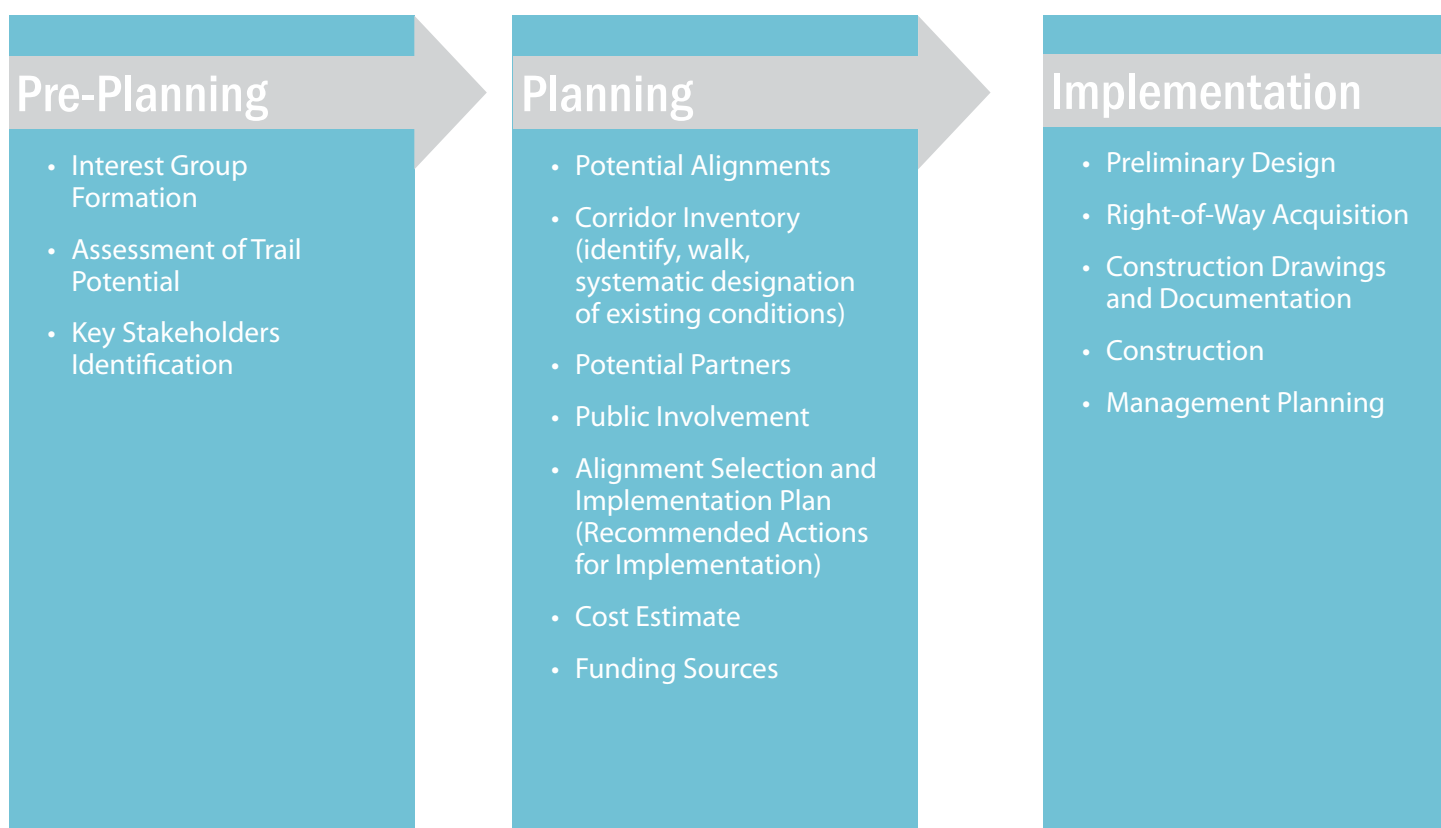 Pre-Planning
• Interest Group
Formation
• Assessment of Trail
Potential
• Key Stakeholders
Identification
Planning
• Potential Alignments
• Corridor Inventory
(identify, walk,
systematic designation
of existing conditions)
• Potential Partners
• Public Involvement
• Alignment Selection and
Implementation Plan
(Recommended Actions
for Implementation)
• Cost Estimate
• Funding Sources
Implementation
• Preliminary Design
• Right-of-Way Acquisition
• Construction Drawings
and Documentation
• Construction
• Management Planning